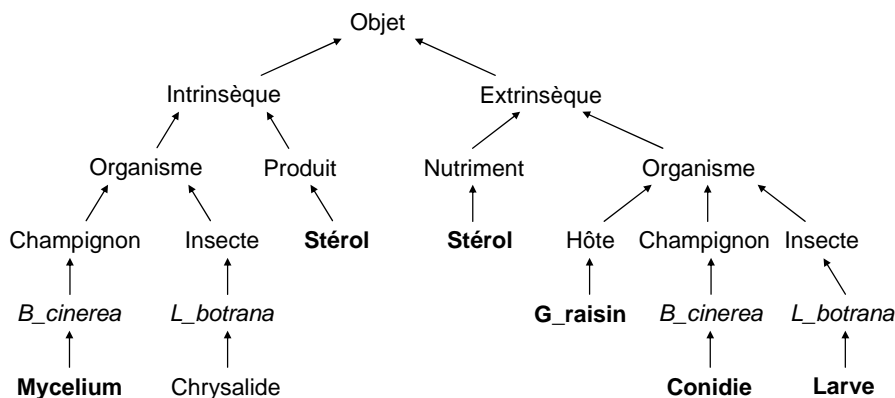 Objet
Intrinsèque Extrinsèque
Organisme Produit Nutriment Organisme
Champignon Insecte Stérol Stérol Hôte Champignon Insecte
B_cinerea L_botrana G_raisin B_cinerea L_botrana
Mycelium Chrysalide Conidie Larve